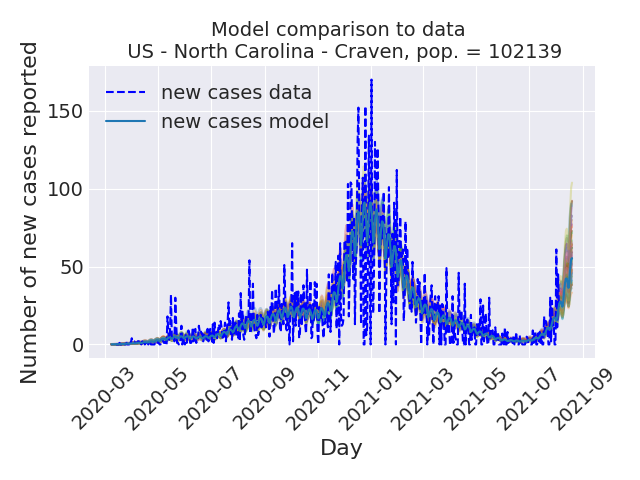 Model comparison to data
US - North Carolina - Craven, pop. = 102139
Number of new cases reported
150
100
50
0
new cases data
new cases model
2020-03
2020-05
2020-07
2020-09
2020-11
2021-01
2021-03
2021-05
2021-07
2021-09
Day